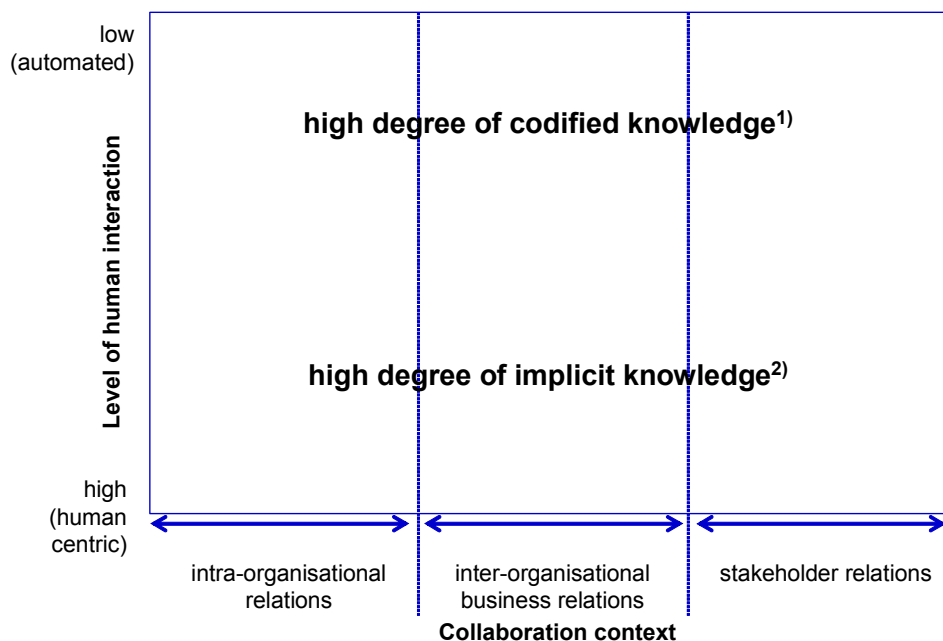 low
(automated)
high degree of codified knowledge1)
Level of human interaction
high degree of implicit knowledge2)
high
(human
centric)
intra-organisational
relations
inter-organisational
business relations
stakeholder relations
Collaboration context